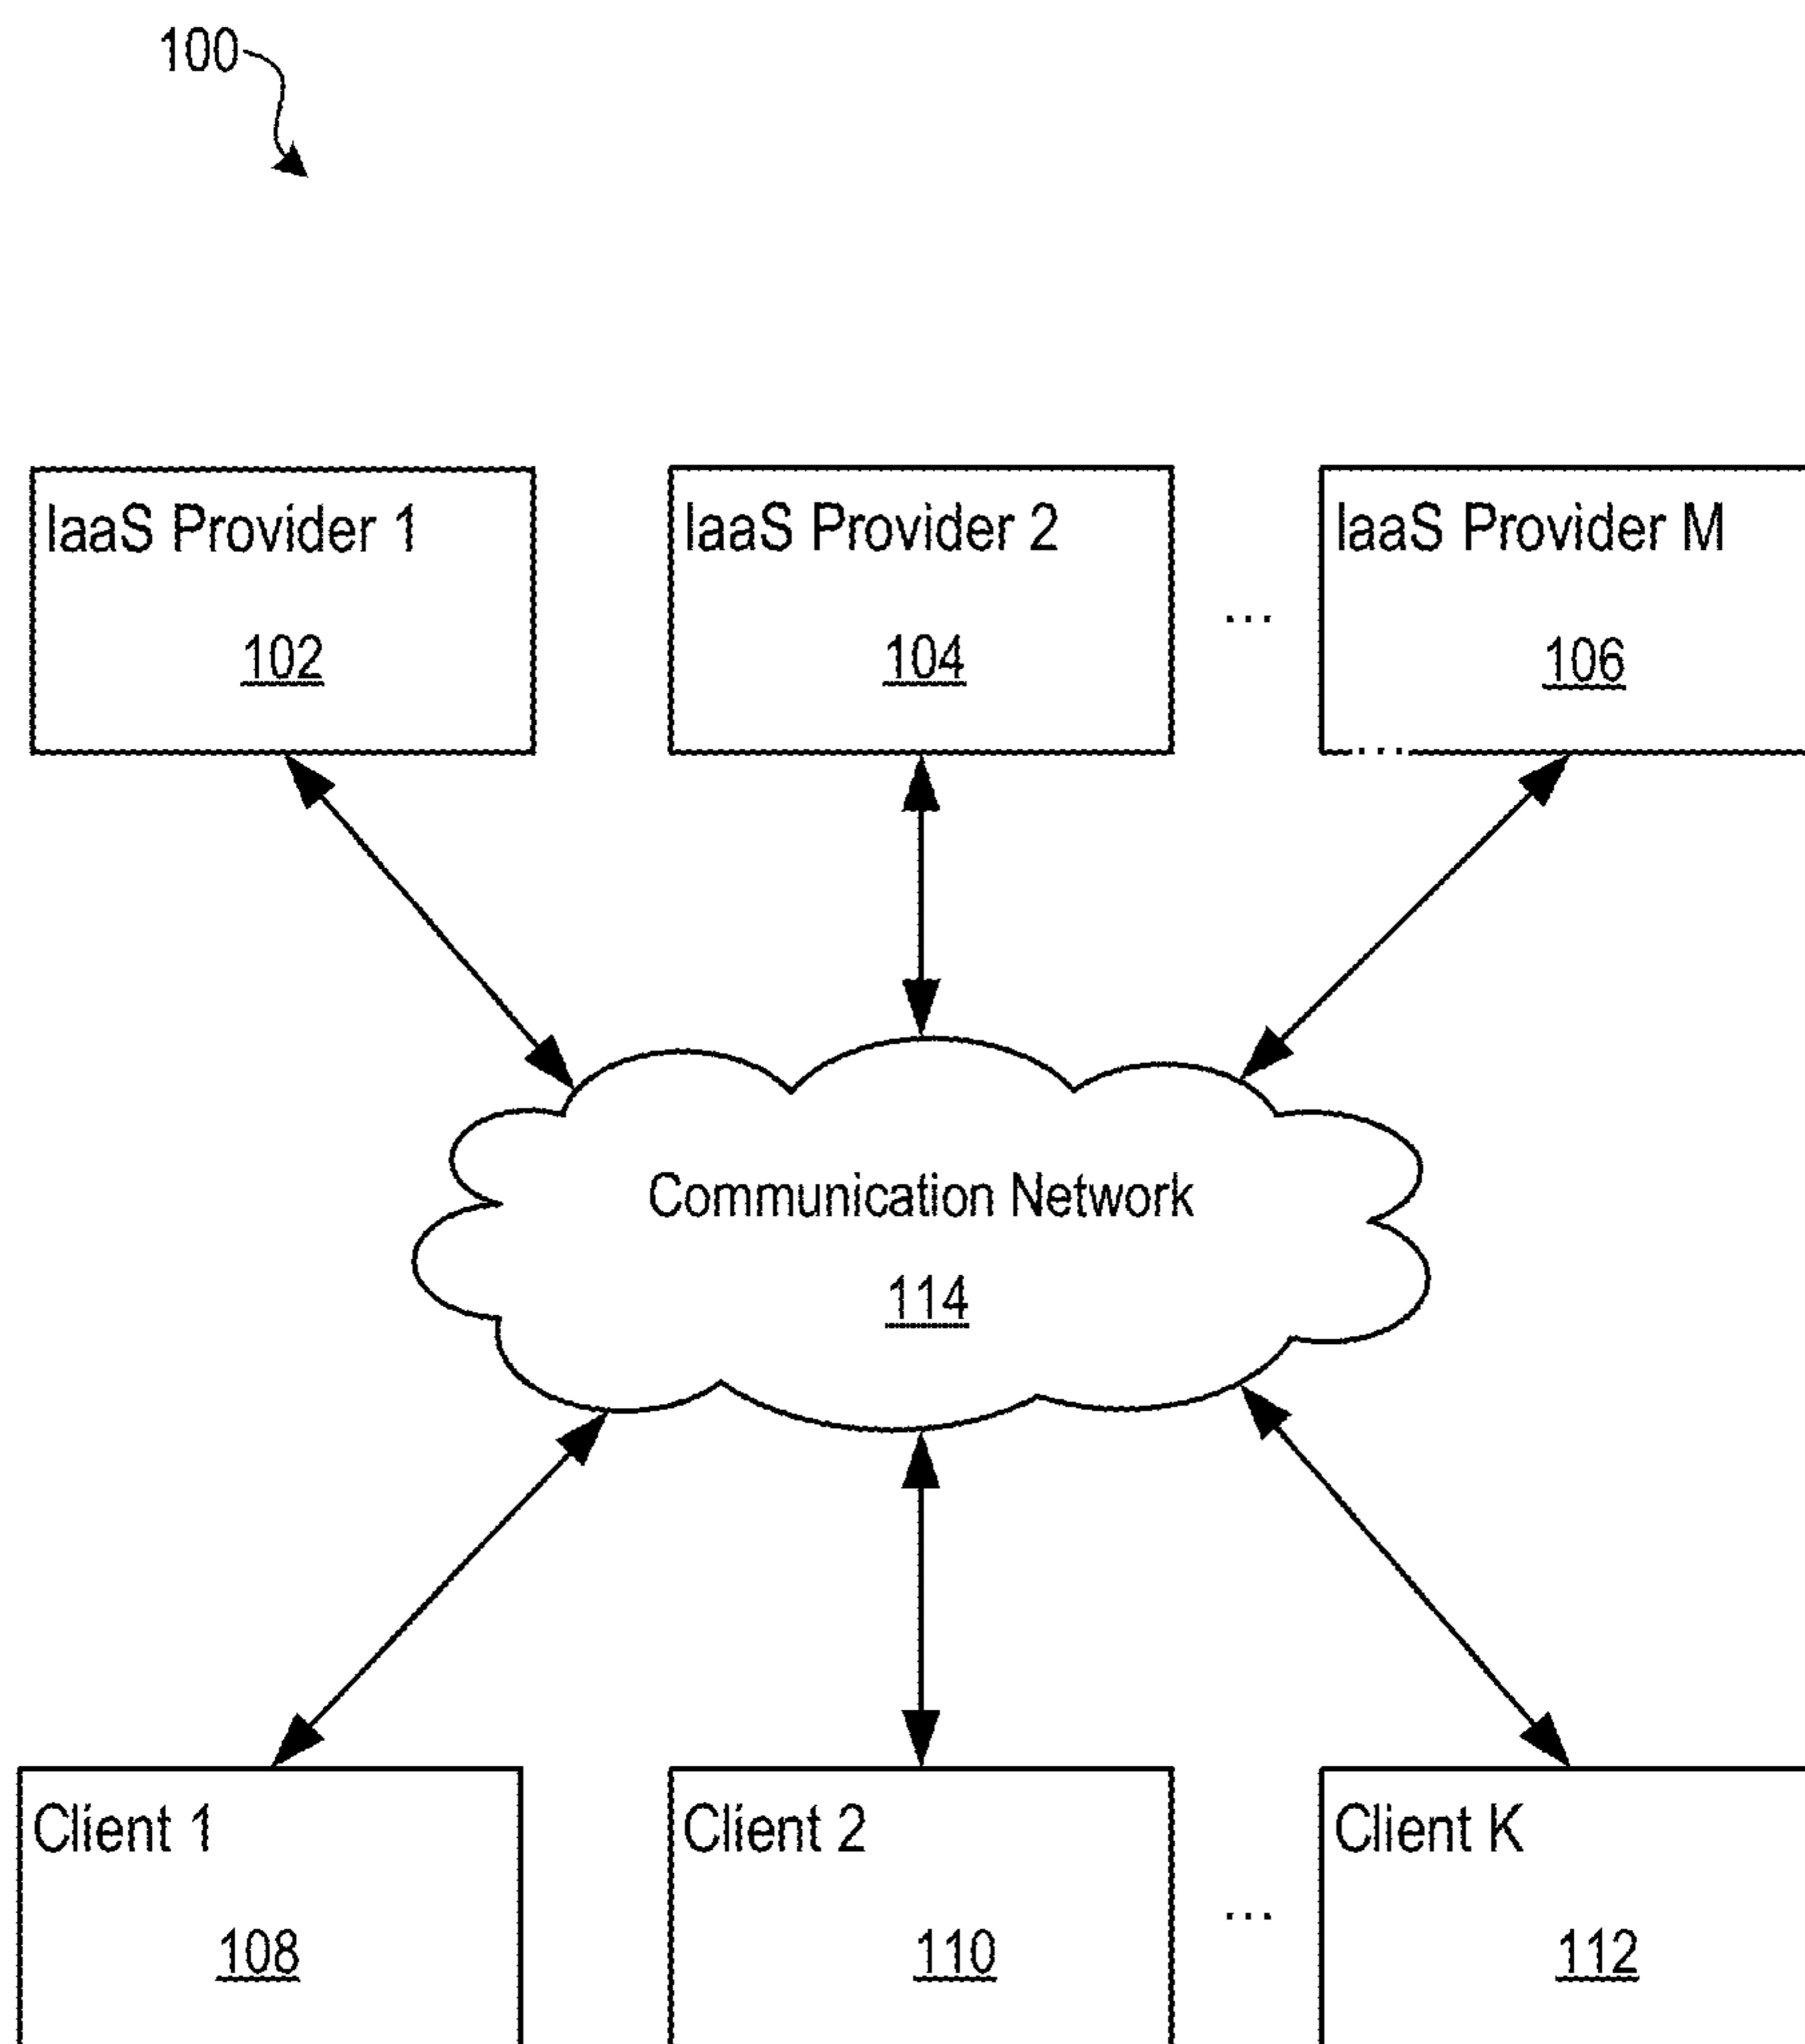 100
IaaS Provider 1
102
IaaS Provider 2
104
...
IaaS Provider M
106
...
Communication Network
114
Client 1
108
Client 2
110
...
Client K
112